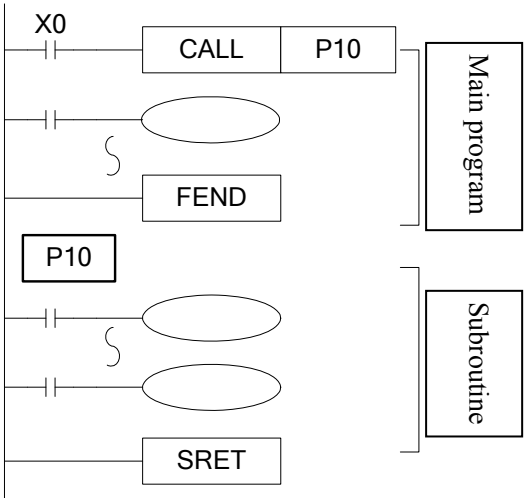 X0
CALL P10
Main program
FEND
P10
Subroutine
SRET